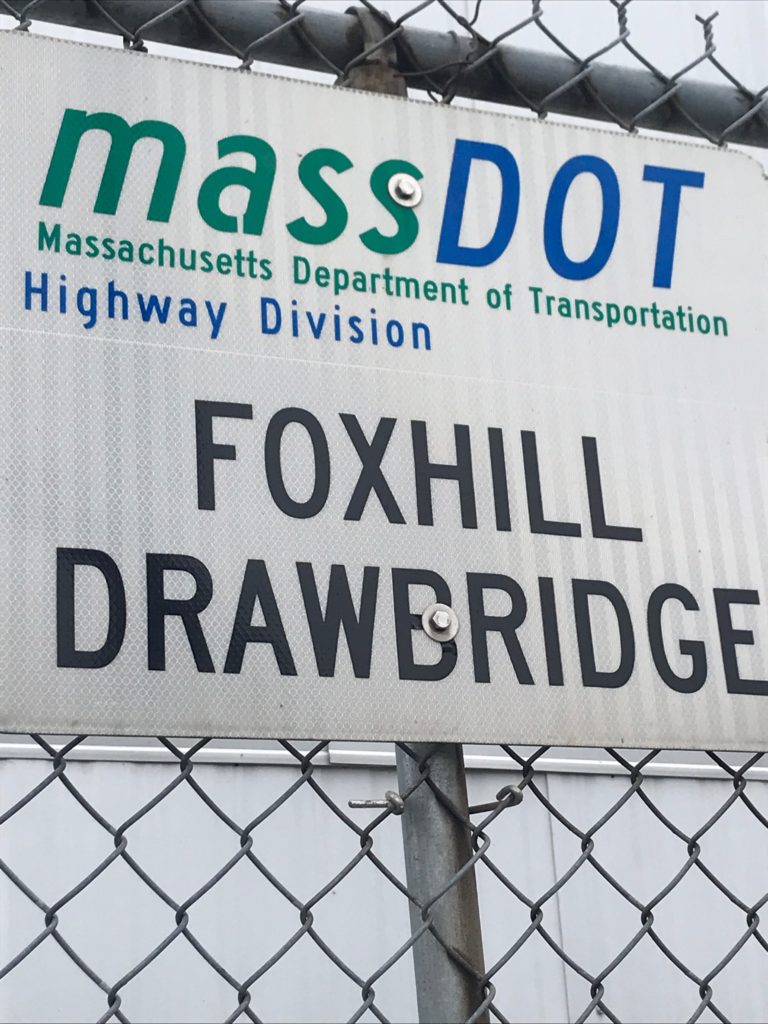 massDOT
Massachusetts Department of Transportation
Highway Division
FOXHILL
DRAWBRIDGE